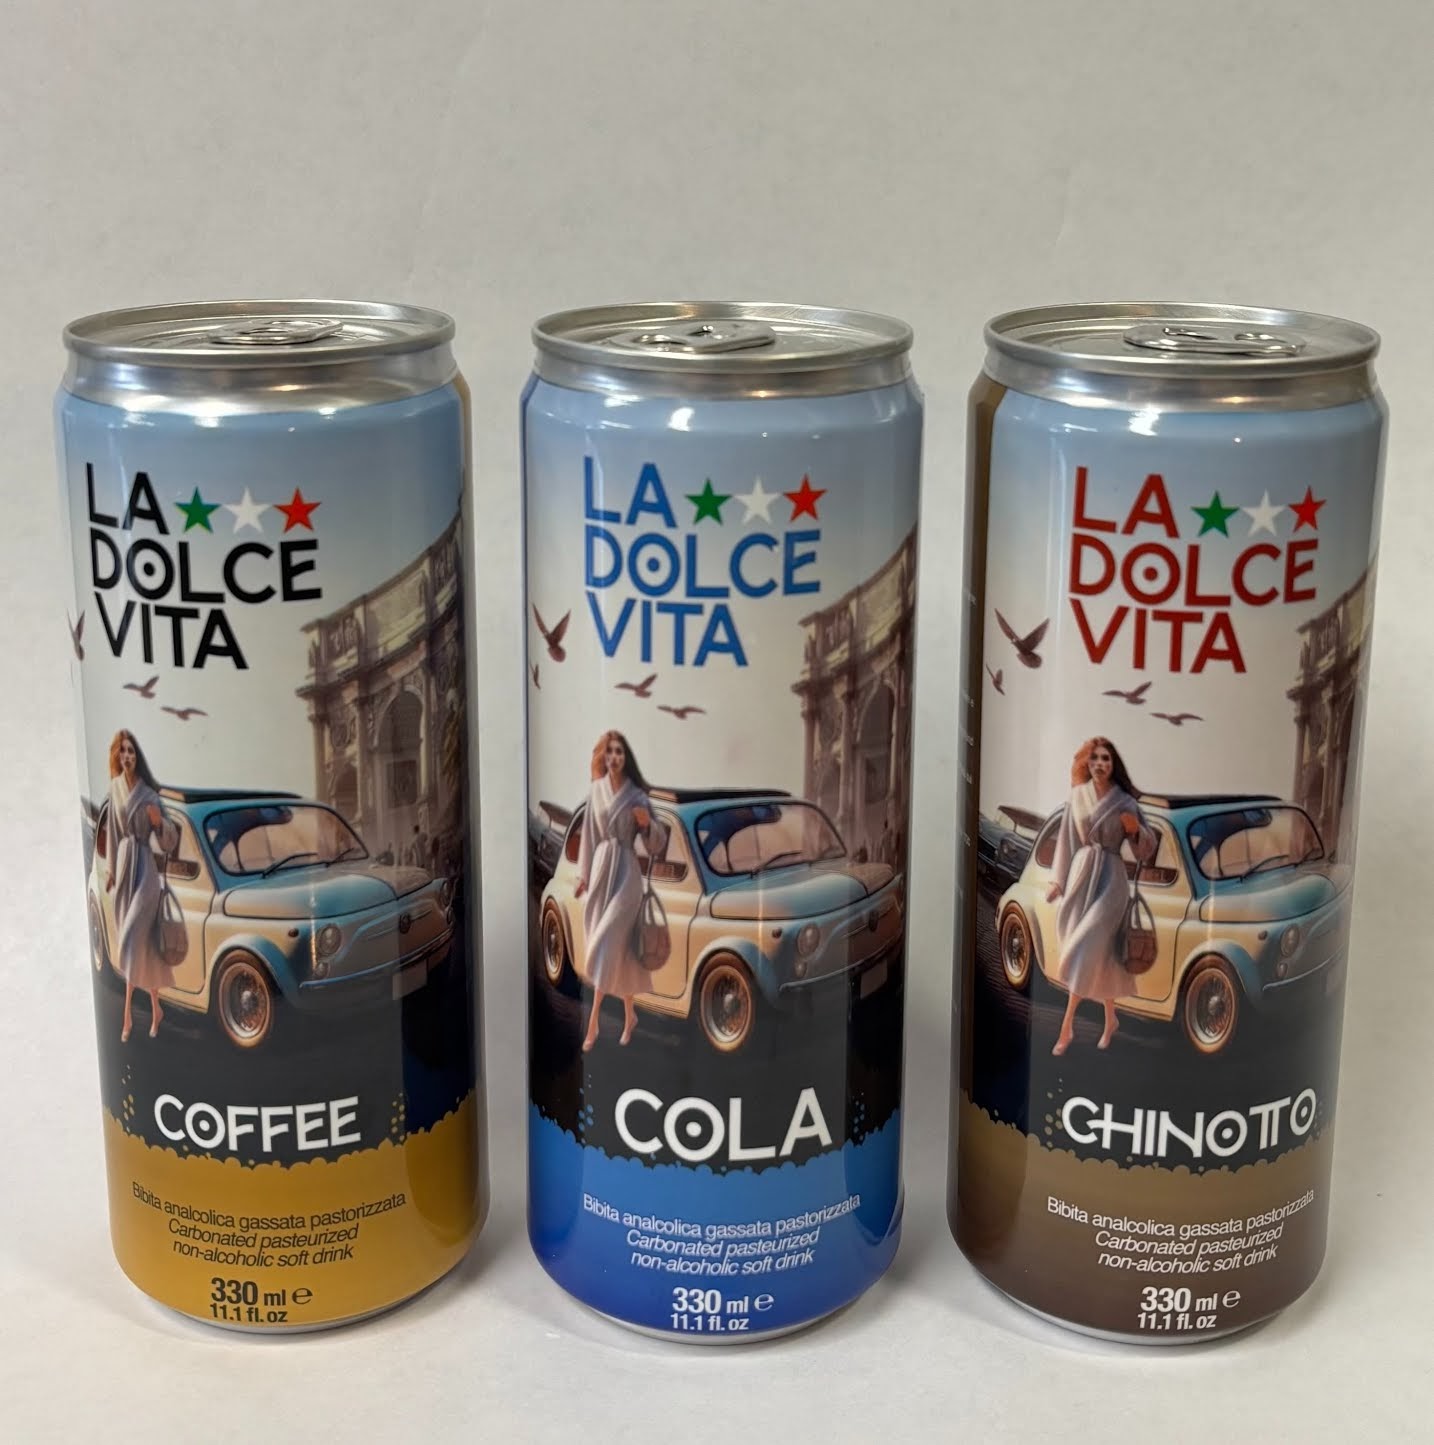 LA
DOLCE
VITA
COFFEE
Bibita analcolica gassata pastorizzata
Carbonated pasteurized
non-alcoholic soft drink
330 ml e
11.1 fl. oz
LA
DOLCE
VITA
COLA
Bibita analcolica gassata pastorizzata
Carbonated pasteurized
non-alcoholic soft drink
330 ml e
11.1 fl. oz
LA
DOLCE
VITA
CHINOTTO
Bibita analcolica gassata pastorizzata
Carbonated pasteurized
non-alcoholic soft drink
330 ml e
11.1 fl. oz